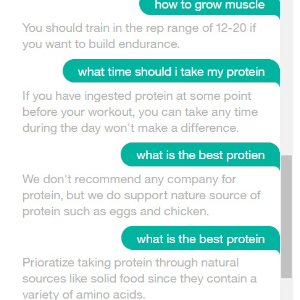 how to grow muscle
You should train in the rep range of 12-20 if
you want to build endurance.
what time should i take my protein
If you have ingested protein at some point
before your workout, you can take any time
during the day won't make a difference.
what is the best protien
We don't recommend any company for
protein, but we do support nature source of
protein such as eggs and chicken.
what is the best protein
Prioratize taking protein through natural
sources like solid food since they contain a
variety of amino acids.